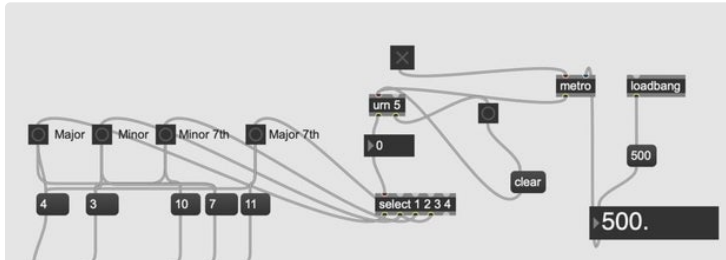 metro
loadbang
urn 5
Major
Minor
Minor 7th
Major 7th
0
500
clear
4
3
10
7
11
select 1 2 3 4
500.